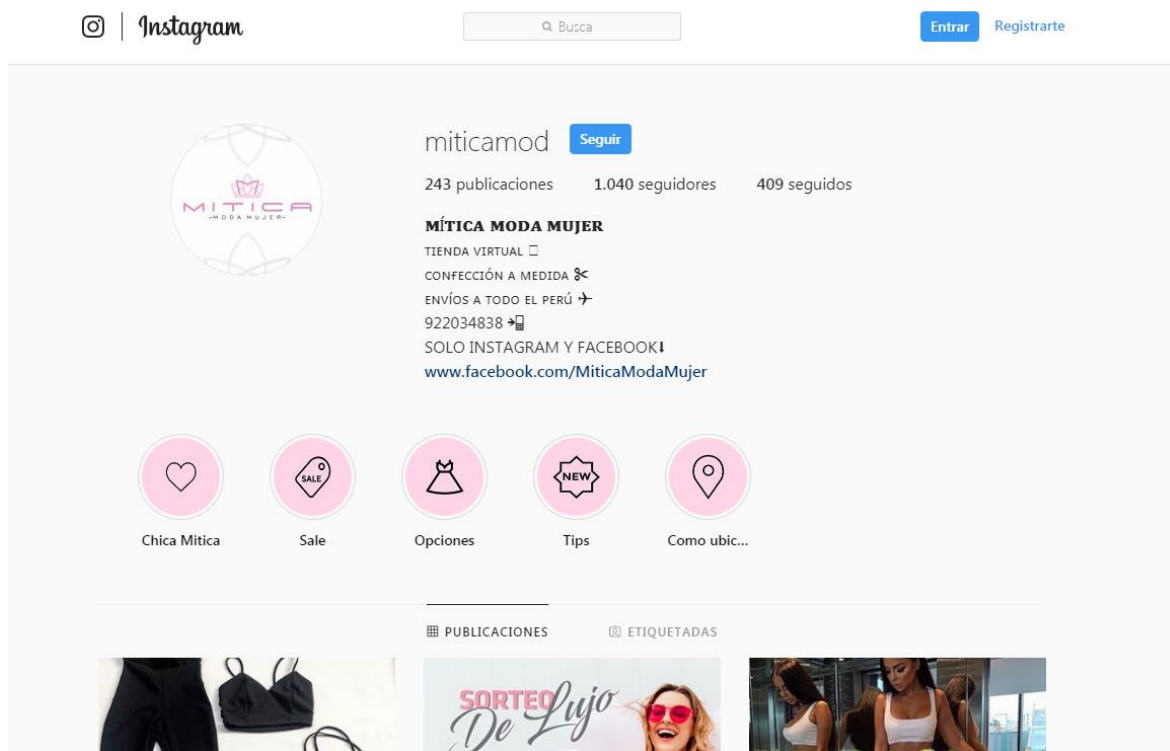 Instagram
Busca
Entrar
Registrarte
miticamod
Seguir
243 publicaciones
1.040 seguidores
409 seguidos
MITICA
-MODA MUJER-
MÍTICA MODA MUJER
TIENDA VIRTUAL
CONFECCIÓN A MEDIDA ✂
ENVÍOS A TODO EL PERÚ ✈
922034838 ➔📱
SOLO INSTAGRAM Y FACEBOOK⬇
www.facebook.com/MiticaModaMujer
SALE
NEW
Chica Mitica
Sale
Opciones
Tips
Como ubic...
PUBLICACIONES
ETIQUETADAS
SORTEO
De Lujo